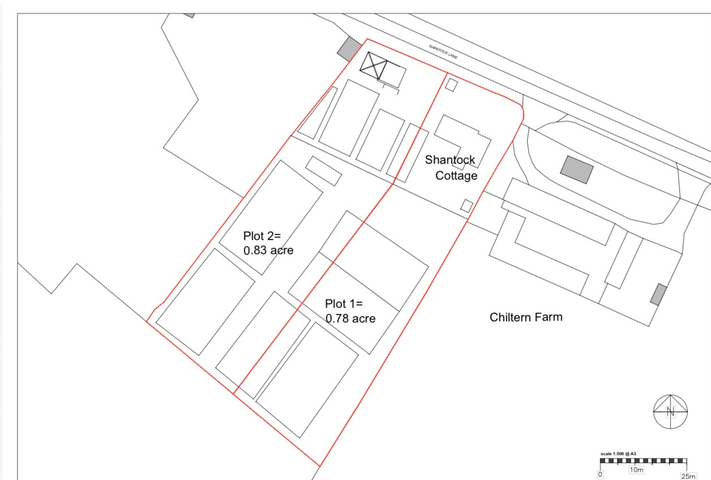 SHANTOCK LANE
Shantock
Cottage
Plot 2=
0.83 acre
Plot 1=
0.78 acre
Chiltern Farm
N
scale 1:500 @ A3
0
10m
25m